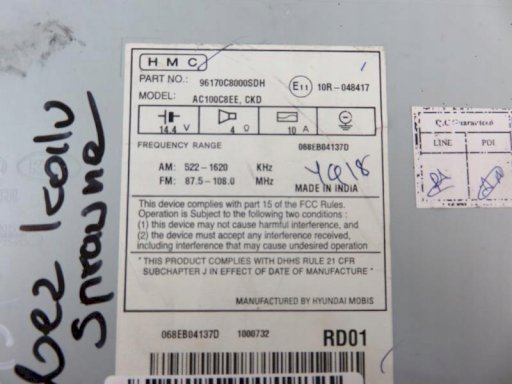 HMC
PART NO.: 96170C8000SDH
E11 10R-048417
MODEL: AC100C8EE, CKD
14.4 V 4 Ω 10 A
FREQUENCY RANGE 068EB04137D
AM: 522-1620 KHz
FM: 87.5-108.0 MHz
MADE IN INDIA
This device complies with part 15 of the FCC Rules.
Operation is Subject to the following two conditions :
(1) this device may not cause harmful interference, and
(2) the device must accept any interference received,
including interference that may cause undesired operation
"THIS PRODUCT COMPLIES WITH DHHS RULE 21 CFR
SUBCHAPTER J IN EFFECT OF DATE OF MANUFACTURE"
MANUFACTURED BY HYUNDAI MOBIS
068EB04137D 1000732 RD01
Q.C Guaranteed
LINE PDI
bez kodu
sprawne